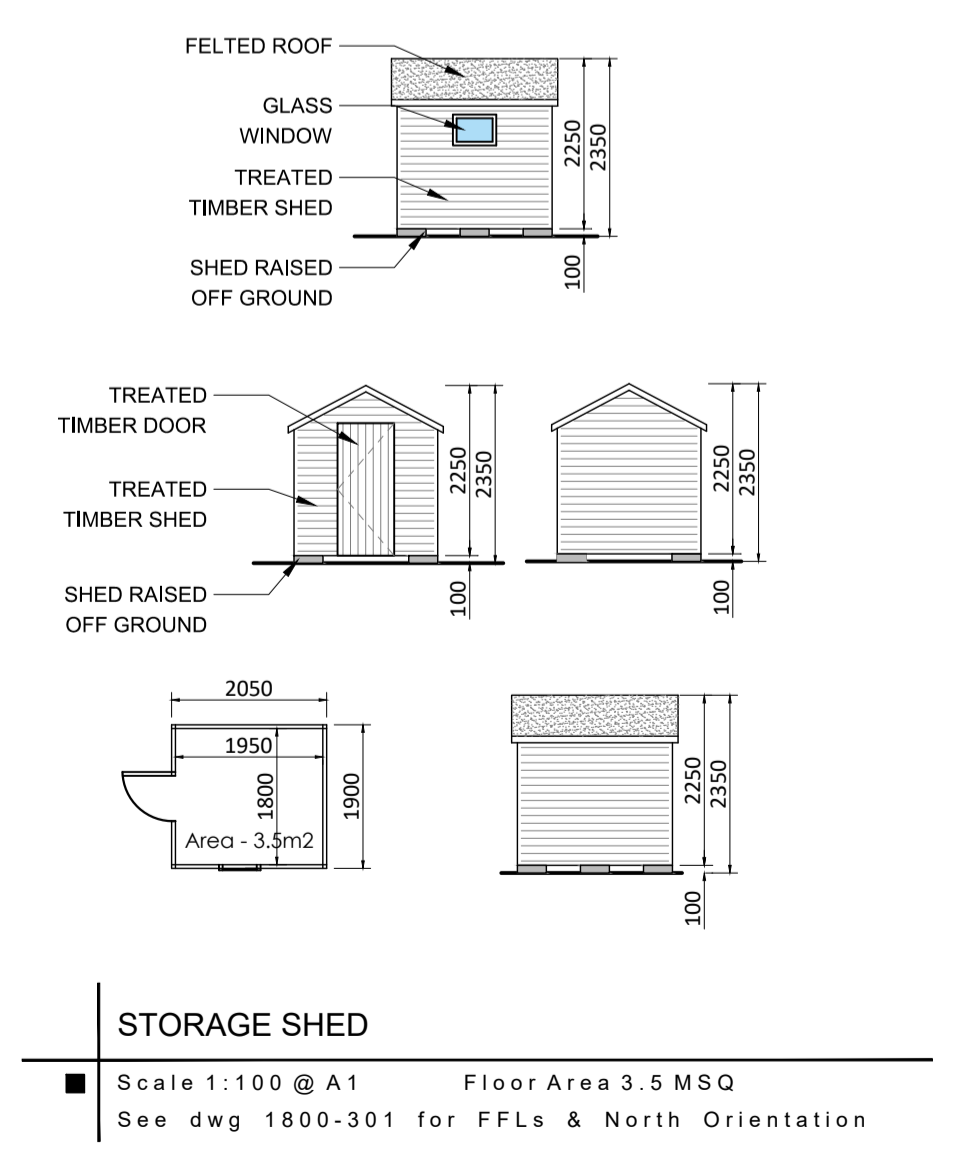 FELTED ROOF
GLASS
WINDOW
TREATED
TIMBER SHED
SHED RAISED
OFF GROUND
2250
2350
100
TREATED
TIMBER DOOR
TREATED
TIMBER SHED
SHED RAISED
OFF GROUND
2250
2350
100
2250
2350
100
2050
1950
1800
1900
Area - 3.5m2
2250
2350
100
STORAGE SHED
Scale 1:100 @ A1 Floor Area 3.5 MSQ
See dwg 1800-301 for FFLs & North Orientation